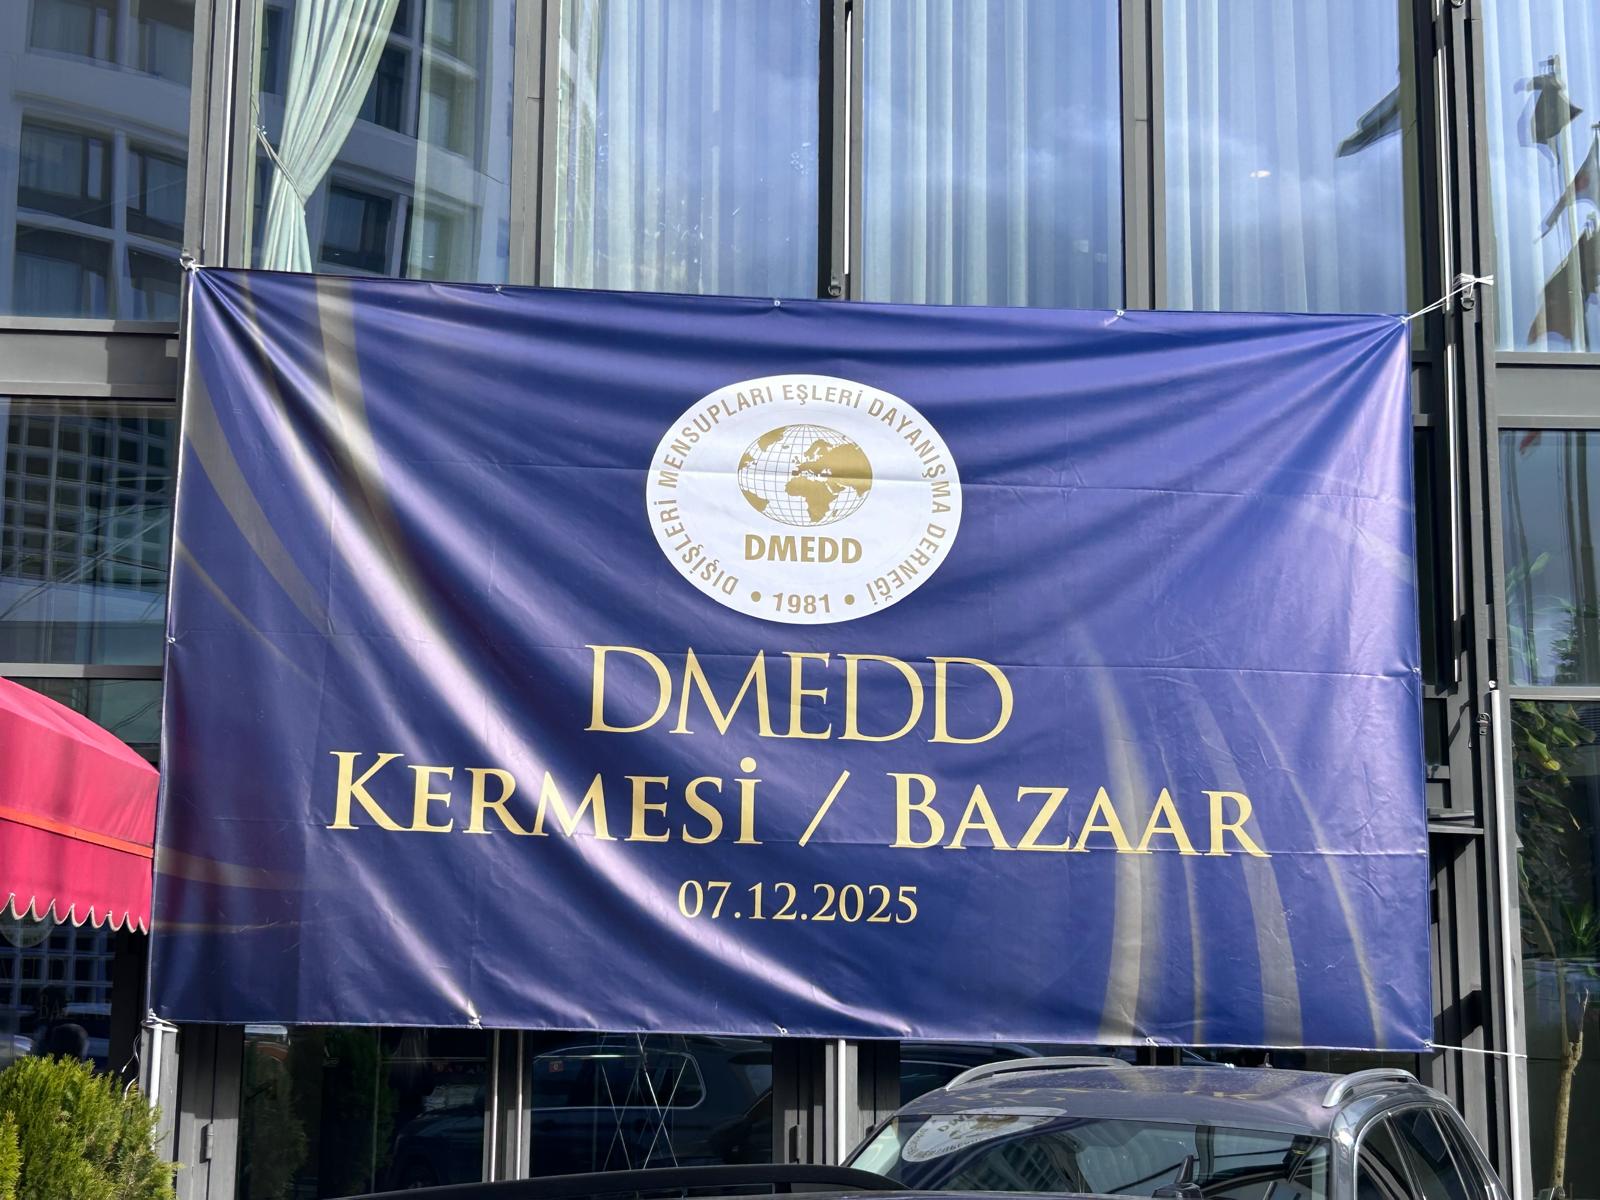 DIŞİŞLERİ MENSUPLARI EŞLERİ DAYANIŞMA DERNEĞİ
DMEDD
• 1981 •
DMEDD
KERMESİ / BAZAAR
07.12.2025